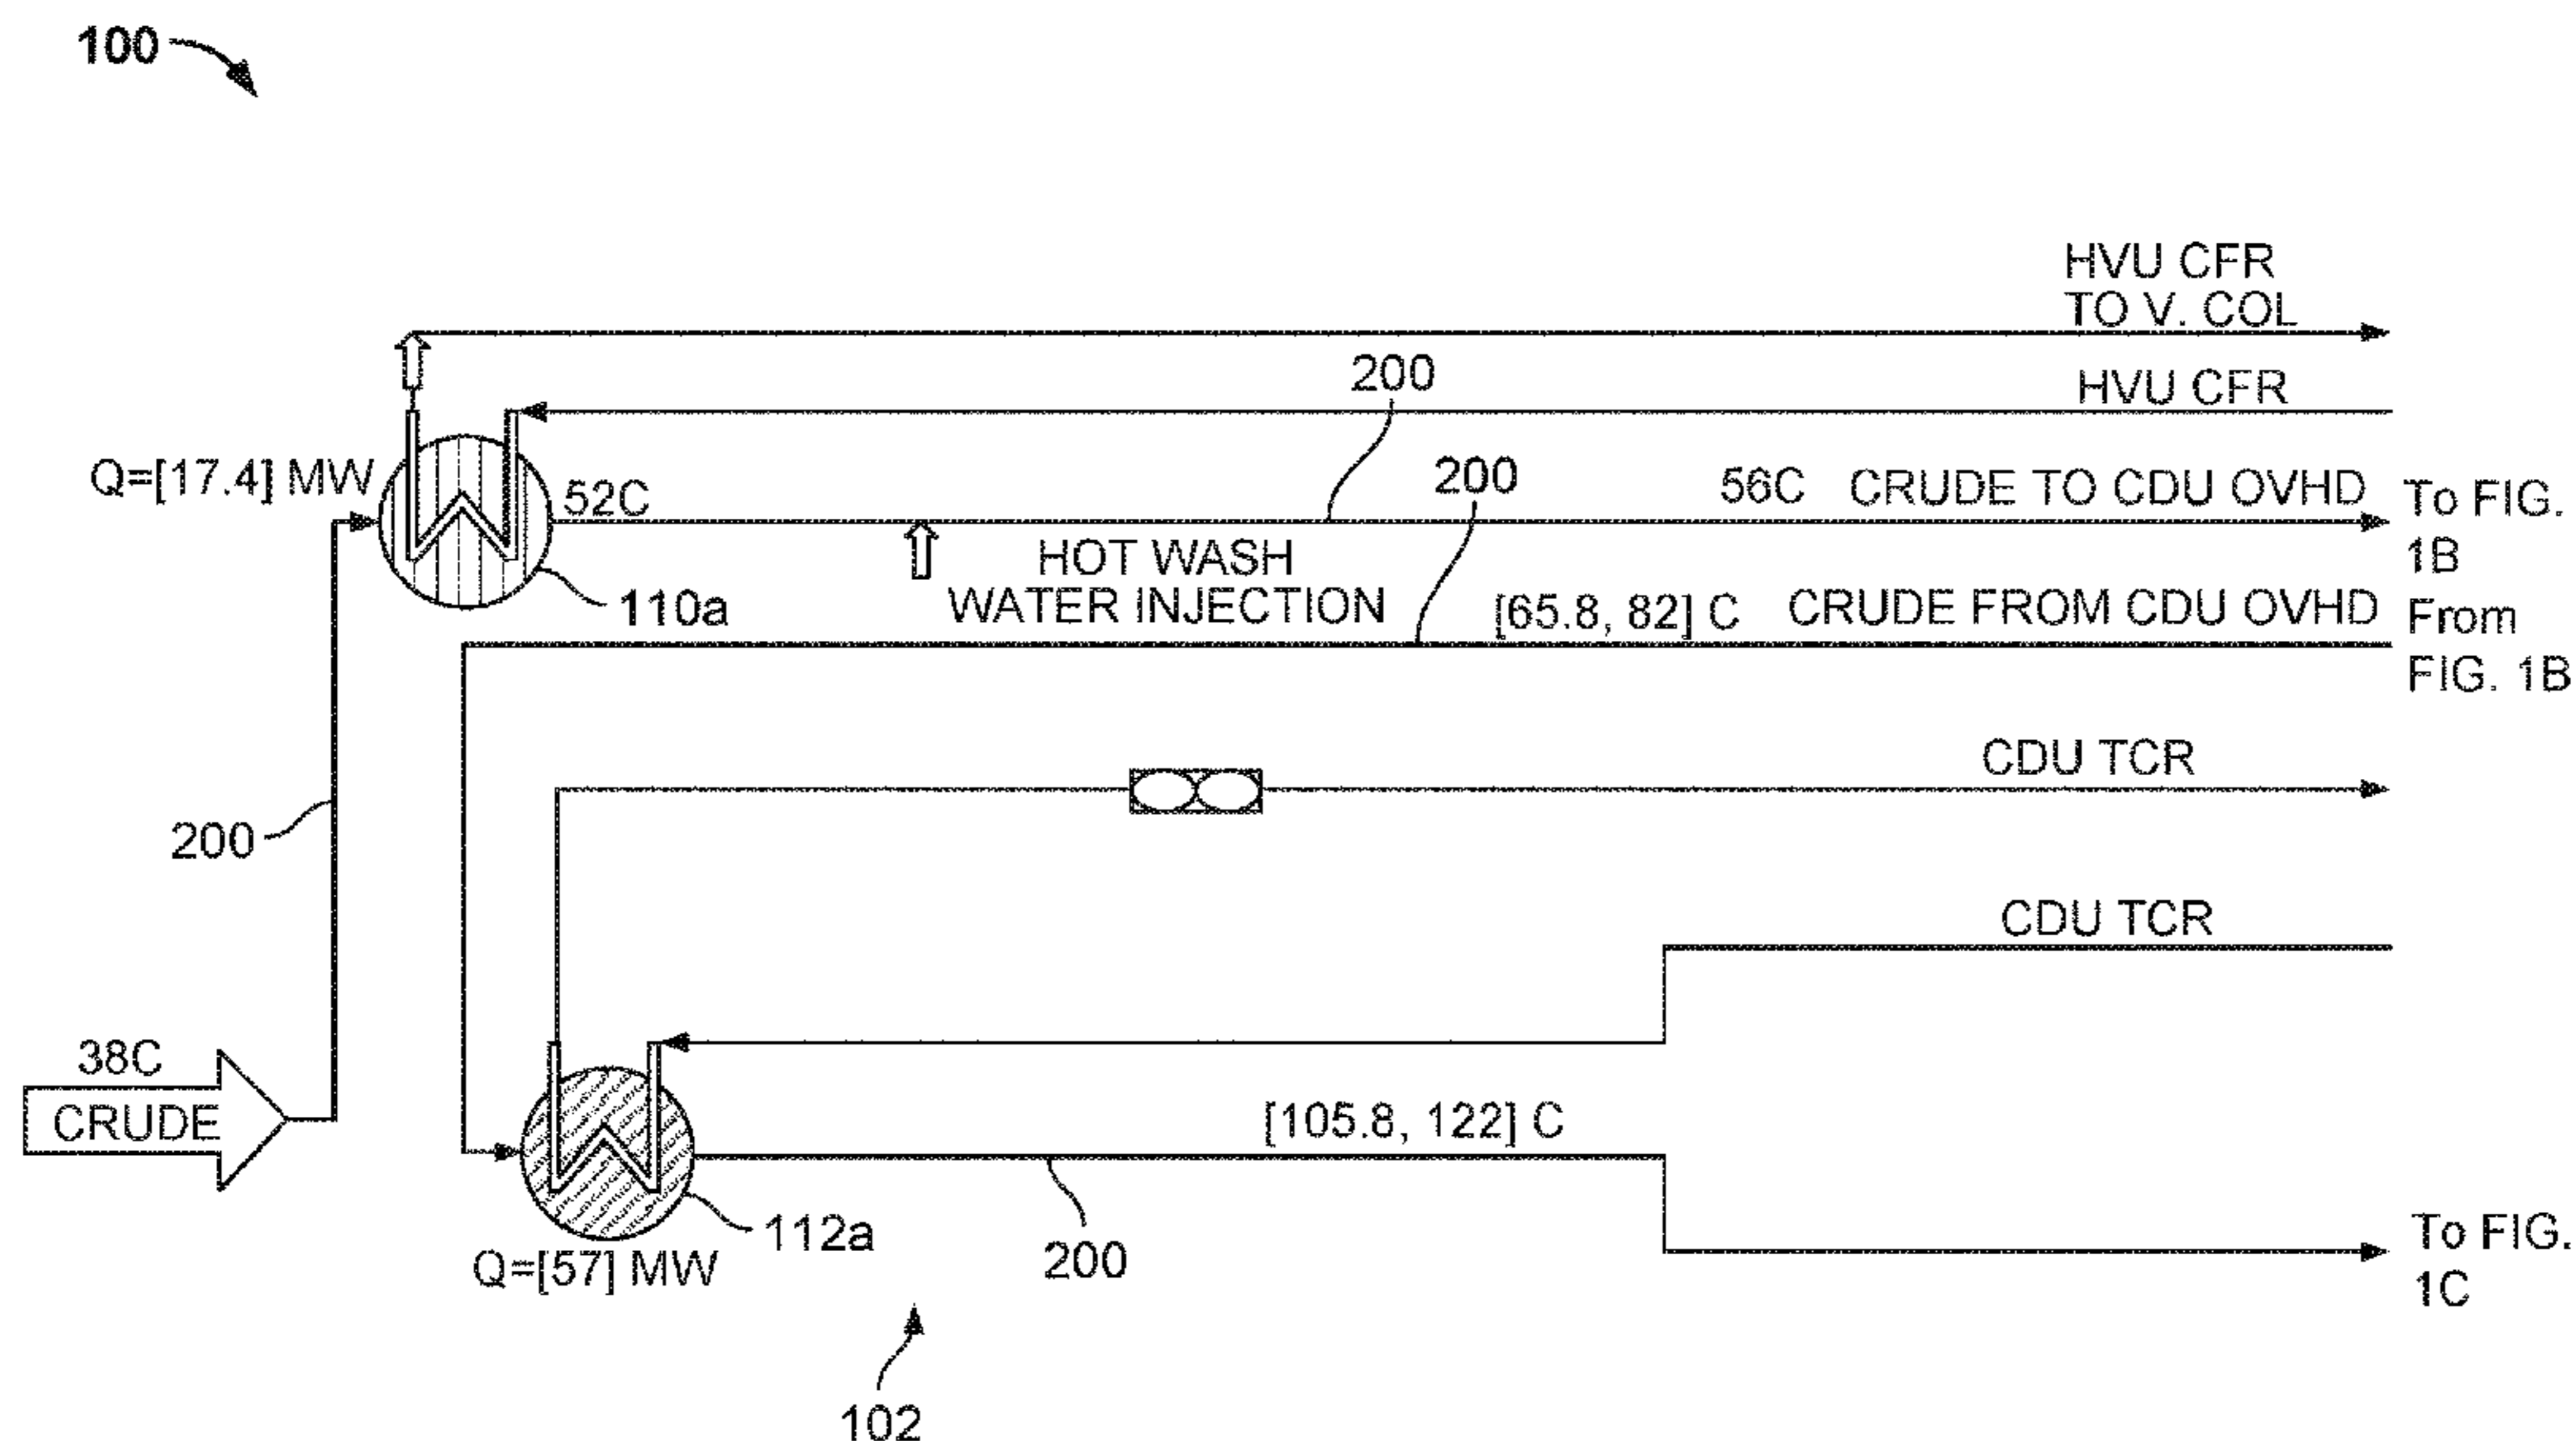 100
HVU CFR
TO V. COL
200
HVU CFR
Q=[17.4] MW
52C
200
56C
CRUDE TO CDU OVHD
To FIG.
1B
HOT WASH
WATER INJECTION
110a
[65.8, 82] C
CRUDE FROM CDU OVHD
From
FIG. 1B
CDU TCR
200
CDU TCR
38C
CRUDE
[105.8, 122] C
112a
200
Q=[57] MW
To FIG.
1C
102